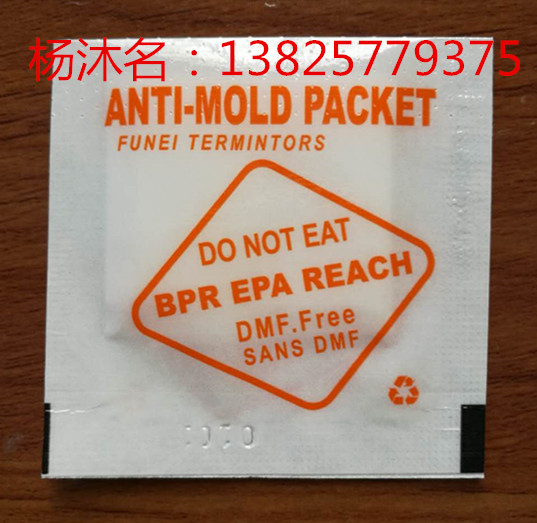 杨沐名：13825779375
ANTI-MOLD PACKET
FUNEI TERMINTORS
DO NOT EAT
BPR EPA REACH
DMF.Free
SANS DMF